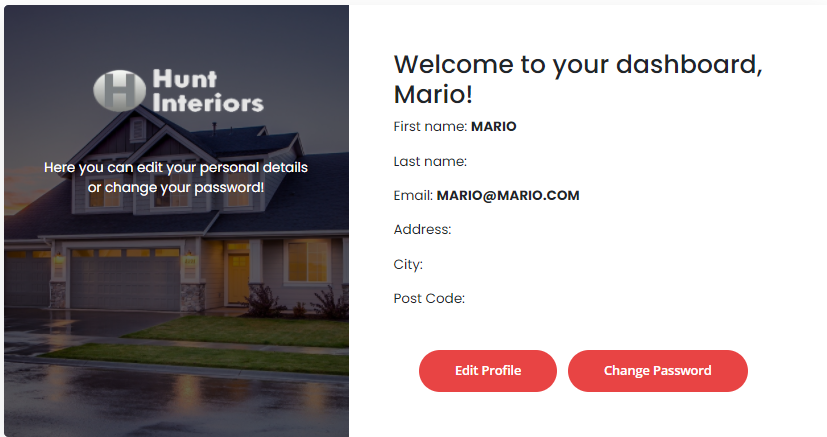 Hunt
Interiors
Here you can edit your personal details
or change your password!
Welcome to your dashboard,
Mario!
First name: MARIO
Last name:
Email: MARIO@MARIO.COM
Address:
City:
Post Code:
Edit Profile
Change Password